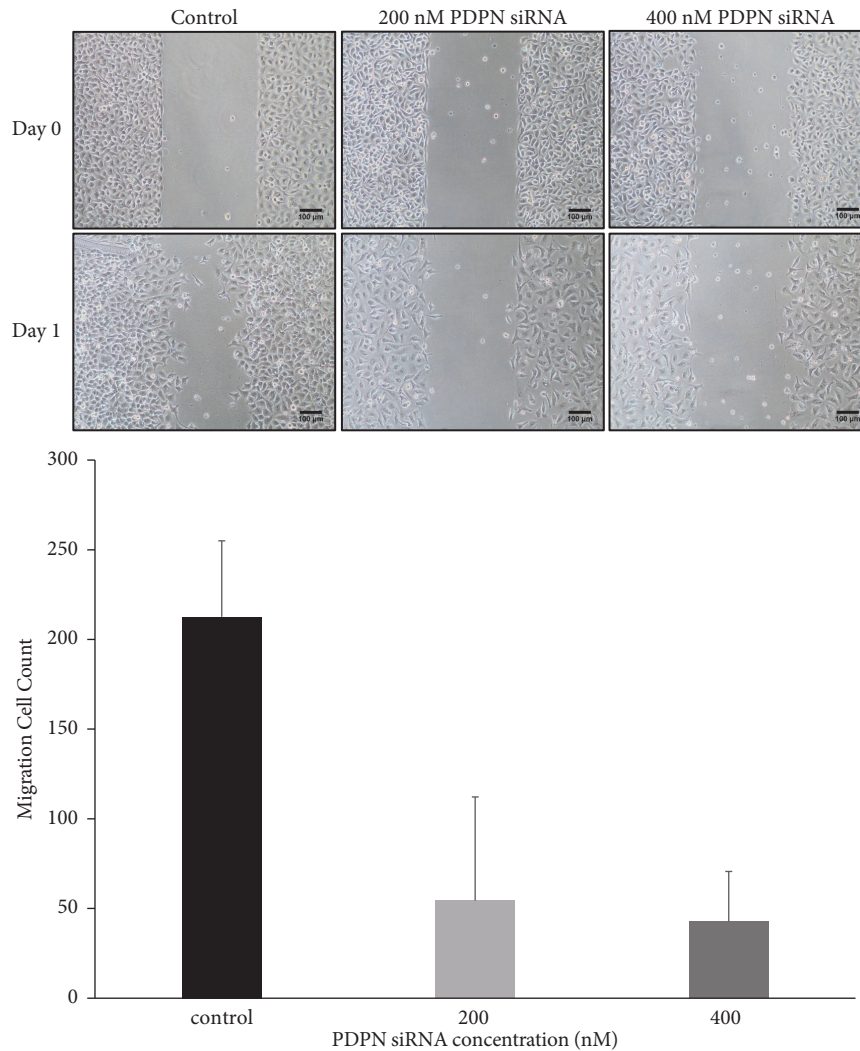 Control 200 nM PDPN siRNA 400 nM PDPN siRNA
Day 0
100 μm 100 μm 100 μm
Day 1
100 μm 100 μm 100 μm
300
250
200
150
100
50
0
Migration Cell Count
control 200 400
PDPN siRNA concentration (nM)